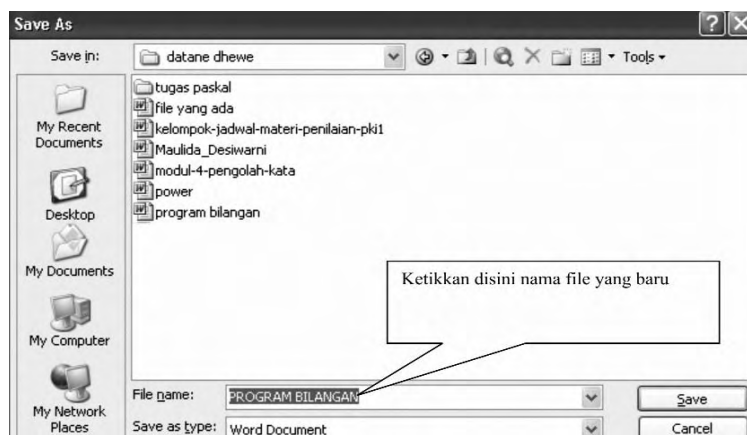 Save As
Save in:
datane dhewe
Tools
My Recent
Documents
Desktop
My Documents
My Computer
My Network
Places
tugas paskal
file yang ada
kelompok-jadwal-materi-penilaian-pki1
Maulida_Desiwarni
modul-4-pengolah-kata
power
program bilangan
Ketikkan disini nama file yang baru
File name:
PROGRAM BILANGAN
Save
Save as type:
Word Document
Cancel